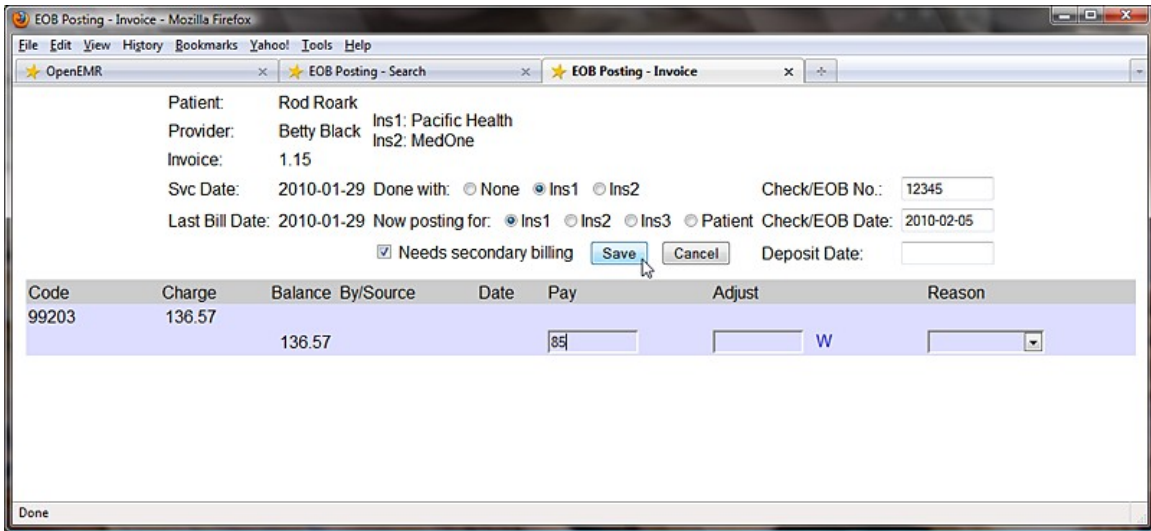 EOB Posting - Invoice - Mozilla Firefox
File Edit View History Bookmarks Yahoo! Tools Help
OpenEMR EOB Posting - Search EOB Posting - Invoice
Patient: Rod Roark
Ins1: Pacific Health
Provider: Betty Black
Ins2: MedOne
Invoice: 1.15
Svc Date: 2010-01-29 Done with: None Ins1 Ins2 Check/EOB No.: 12345
Last Bill Date: 2010-01-29 Now posting for: Ins1 Ins2 Ins3 Patient Check/EOB Date: 2010-02-05
Needs secondary billing Save Cancel Deposit Date:
Code Charge Balance By/Source Date Pay Adjust Reason
99203 136.57
136.57 85 W
Done